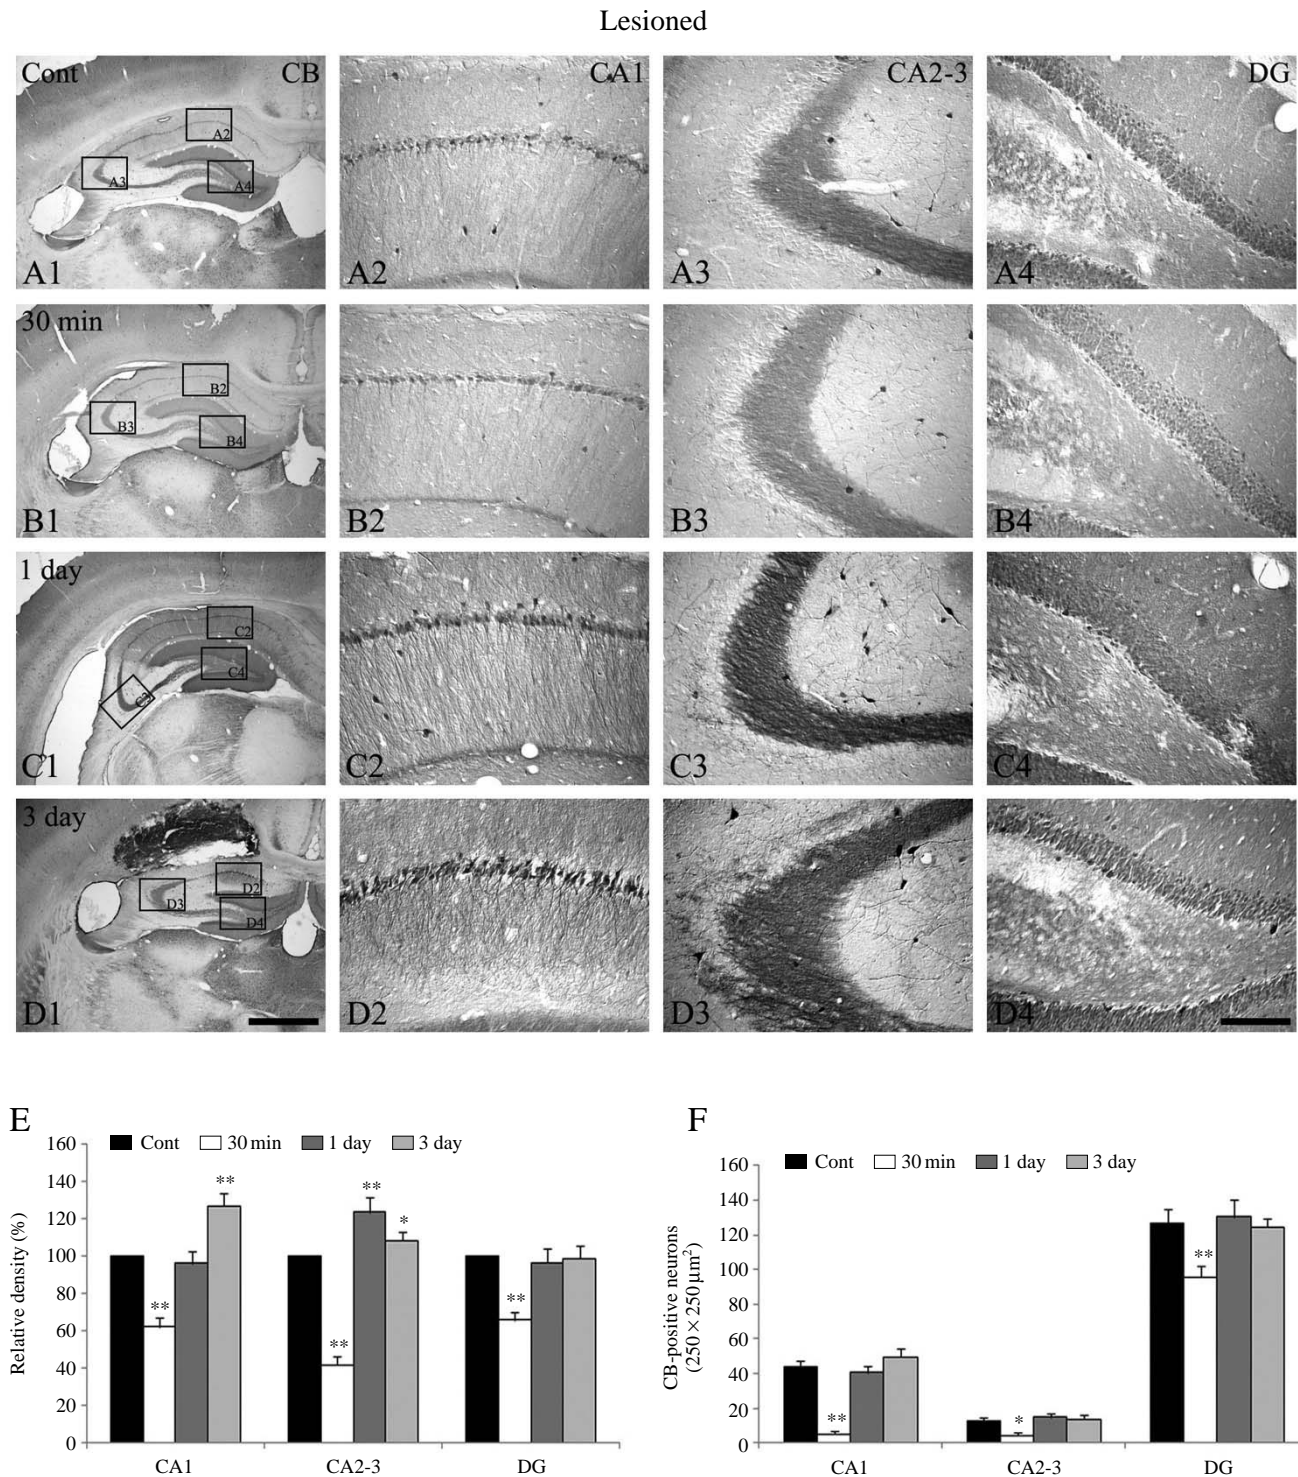 Lesioned
Cont CB CA1 CA2-3 DG
A2
A3
A4
A1 A2 A3 A4
30 min
B2
B3
B4
B1 B2 B3 B4
1 day
C2
C4
C3
C1 C2 C3 C4
3 day
D2
D3
D4
D1 D2 D3 D4
E
Cont 30 min 1 day 3 day
Relative density (%)
160
140
120
100
80
60
40
20
0
** ** ** ** * **
CA1 CA2-3 DG
F
Cont 30 min 1 day 3 day
CB-positive neurons
(250 × 250 μm²)
160
140
120
100
80
60
40
20
0
** * **
CA1 CA2-3 DG